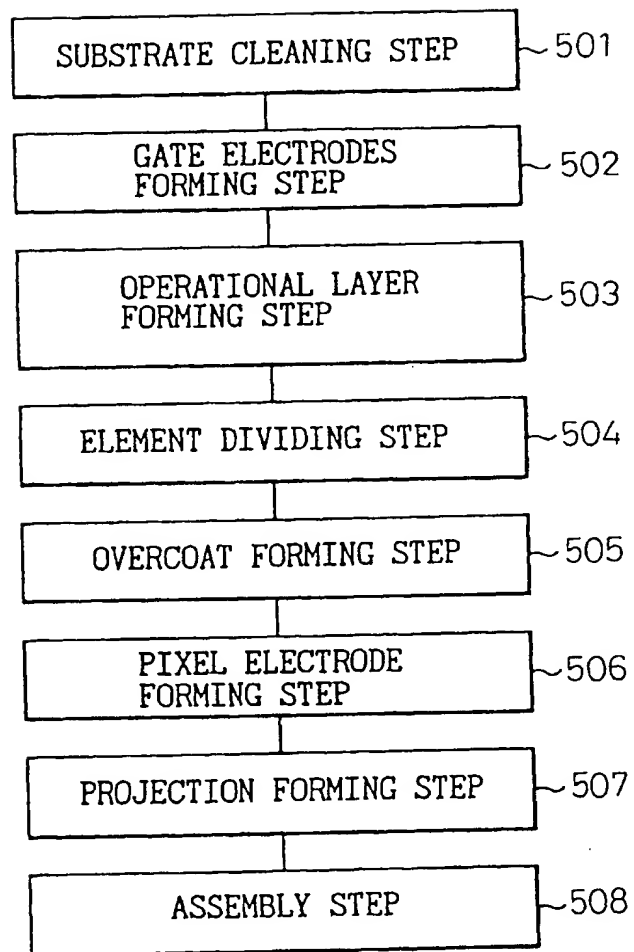 SUBSTRATE CLEANING STEP 501
GATE ELECTRODES
FORMING STEP 502
OPERATIONAL LAYER
FORMING STEP 503
ELEMENT DIVIDING STEP 504
OVERCOAT FORMING STEP 505
PIXEL ELECTRODE
FORMING STEP 506
PROJECTION FORMING STEP 507
ASSEMBLY STEP 508